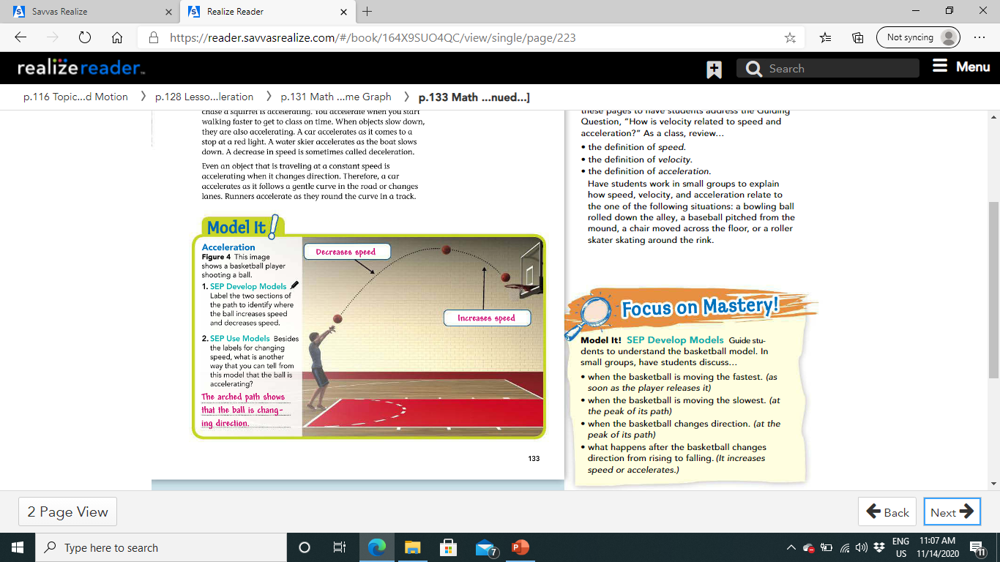 Savvas Realize
Realize Reader
https://reader.savvasrealize.com/#/book/164X9SUO4QC/view/single/page/223
Not syncing
realizereader™
Search
Menu
p.116 Topic...d Motion
p.128 Lesso...leration
p.131 Math ...me Graph
p.133 Math ...nued...]
chase a squirrel is accelerating. You accelerate when you start
walking faster to get to class on time. When objects slow down,
they are also accelerating. A car accelerates as it comes to a
stop at a red light. A water skier accelerates as the boat slows
down. A decrease in speed is sometimes called deceleration.
Even an object that is traveling at a constant speed is
accelerating when it changes direction. Therefore, a car
accelerates as it follows a gentle curve in the road or changes
lanes. Runners accelerate as they round the curve in a track.
Model It!
Acceleration
Figure 4 This image
shows a basketball player
shooting a ball.
1. SEP Develop Models
Label the two sections of
the path to identify where
the ball increases speed
and decreases speed.
2. SEP Use Models Besides
the labels for changing
speed, what is another
way that you can tell from
this model that the ball is
accelerating?
The arched path shows
that the ball is chang-
ing direction.
Decreases speed
Increases speed
133
these pages to have students address the Guiding
Question, "How is velocity related to speed and
acceleration?" As a class, review...
• the definition of speed.
• the definition of velocity.
• the definition of acceleration.
Have students work in small groups to explain
how speed, velocity, and acceleration relate to
the one of the following situations: a bowling ball
rolled down the alley, a baseball pitched from the
mound, a chair moved across the floor, or a roller
skater skating around the rink.
Focus on Mastery!
Model It! SEP Develop Models Guide stu-
dents to understand the basketball model. In
small groups, have students discuss...
• when the basketball is moving the fastest. (as
soon as the player releases it)
• when the basketball is moving the slowest. (at
the peak of its path)
• when the basketball changes direction. (at the
peak of its path)
• what happens after the basketball changes
direction from rising to falling. (It increases
speed or accelerates.)
2 Page View
Back
Next
Type here to search
7
P
ENG
US
11:07 AM
11/14/2020
11